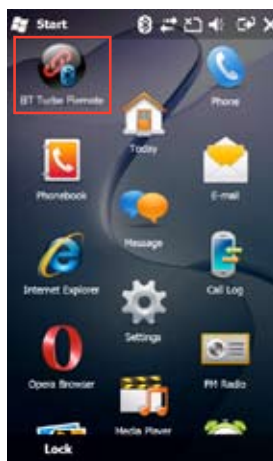 Start
BT Turbo Remote
Phone
Today
Phonebook
E-mail
Message
Internet Explorer
Call Log
Settings
Opera Browser
FM Radio
Media Player
Lock